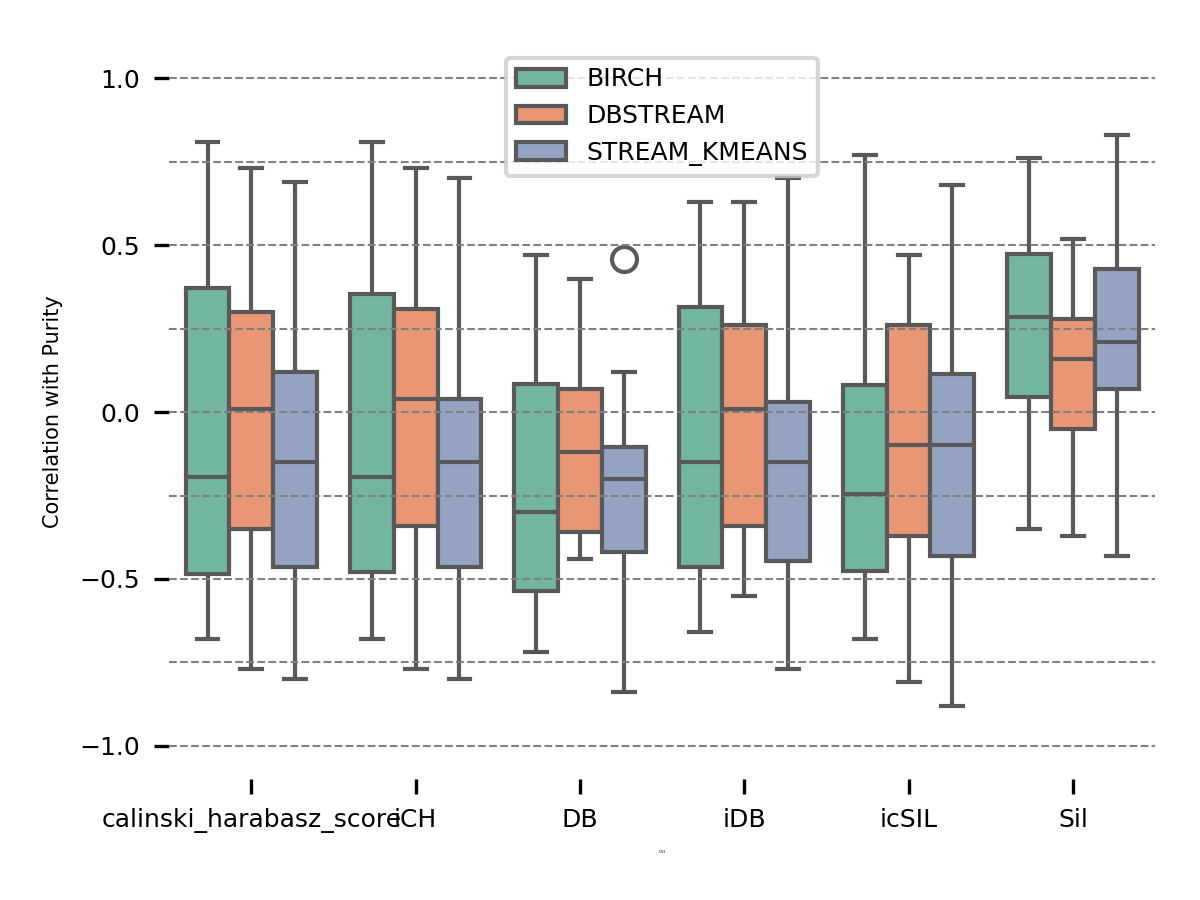 BIRCH
DBSTREAM
STREAM_KMEANS
Correlation with Purity
1.0
0.5
0.0
−0.5
−1.0
calinski_harabasz_score iCH DB iDB icSIL Sil